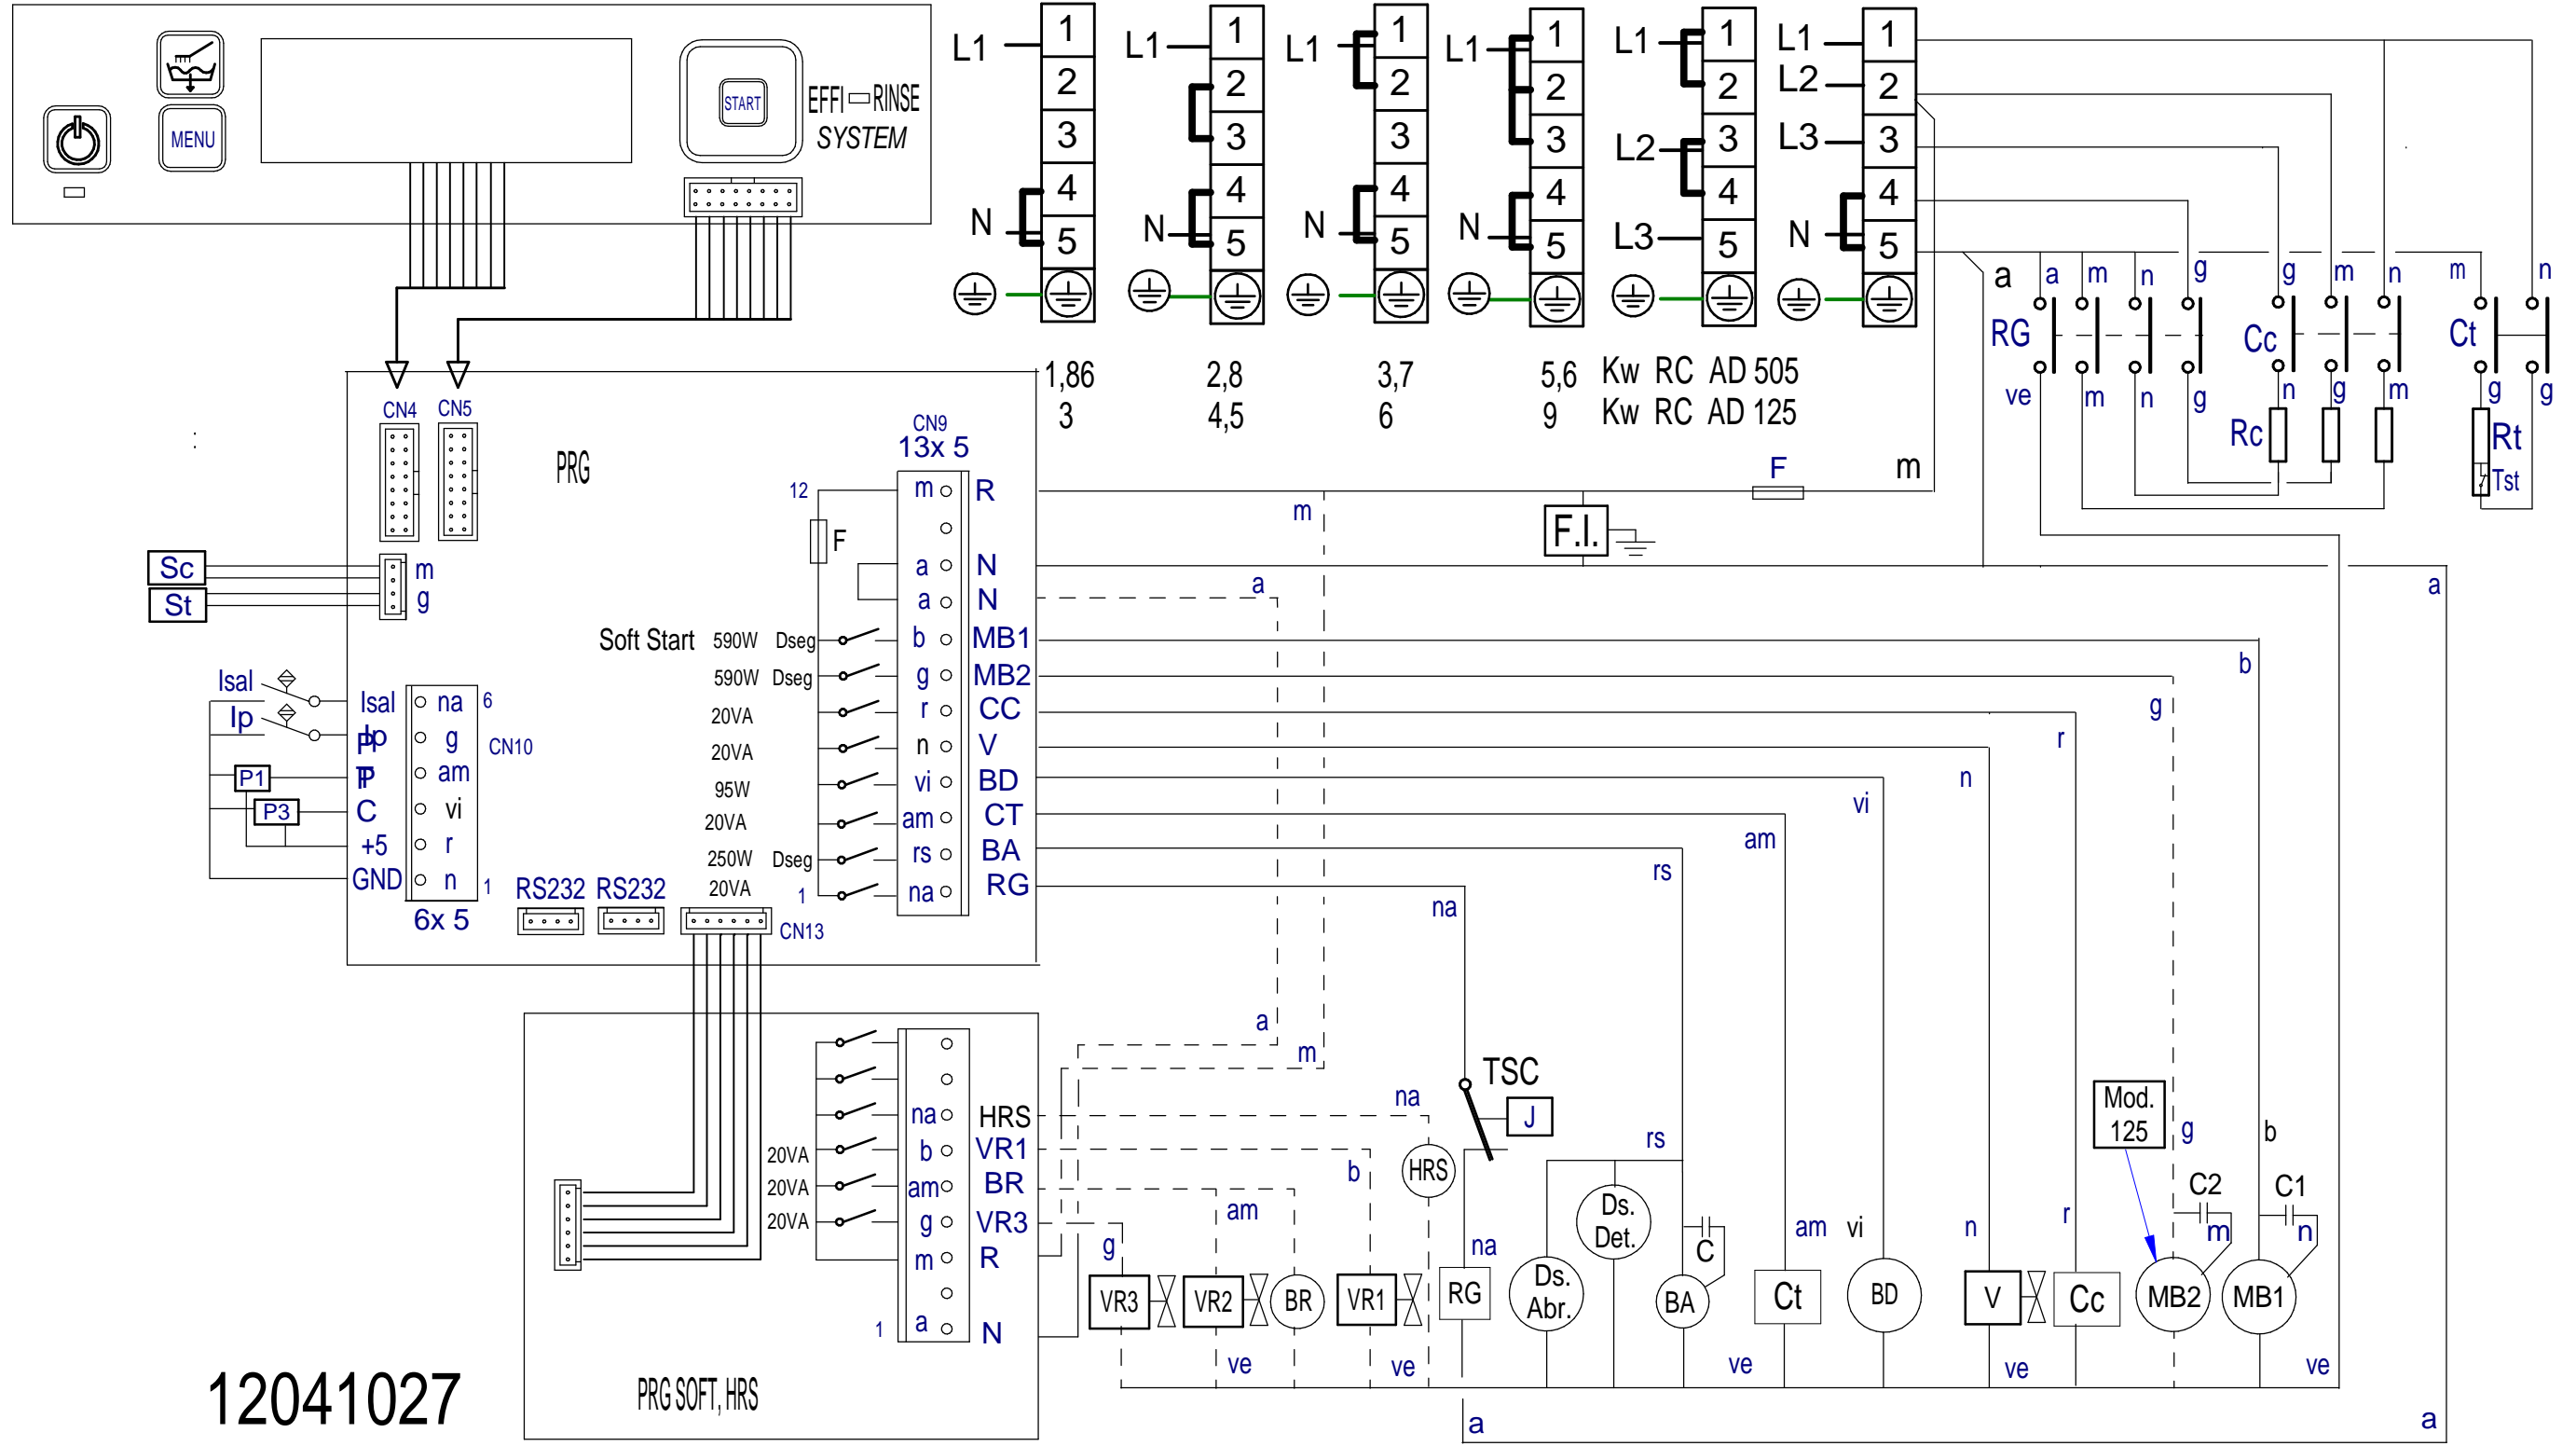 START
EFFI RINSE
SYSTEM
MENU
L1 1 2 3 4 N 5
L1 1 2 3 4 N 5
L1 1 2 3 4 N 5
L1 1 2 3 4 N 5
L1 1 2 L2 3 4 L3 5
L1 1 L2 2 L3 3 4 N 5
1,86 2,8 3,7 5,6 Kw RC AD 505
3 4,5 6 9 Kw RC AD 125
a a m n g g m n m n
RG Cc Ct
ve m n g n g m g g
Rc Rt
Tst
CN4 CN5
PRG
CN9
13x 5
12 m R
F
F m
m
F.I.
a N
a N
a
a
Sc m
St g
Soft Start 590W Dseg b MB1
590W Dseg g MB2
20VA r CC
20VA n V
95W vi BD
20VA am CT
250W Dseg rs BA
20VA 1 na RG
b
g
r
n
vi
am
rs
na
Isal Isal na 6
Ip Ip g CN10
P1 am
P3 C vi
+5 r
GND n 1
6x 5
RS232 RS232
CN13
a
m
na HRS
20VA b VR1
20VA am BR
20VA g VR3
m R
1 a N
PRG SOFT, HRS
na
HRS
b
am
g
TSC
J
na
rs
Mod.
125
g b
C2 C1
m n
r
n
am vi
Ds.
Det.
Ds.
Abr.
C
VR3 VR2 BR VR1 RG BA Ct BD V Cc MB2 MB1
ve ve ve ve ve
a a
12041027